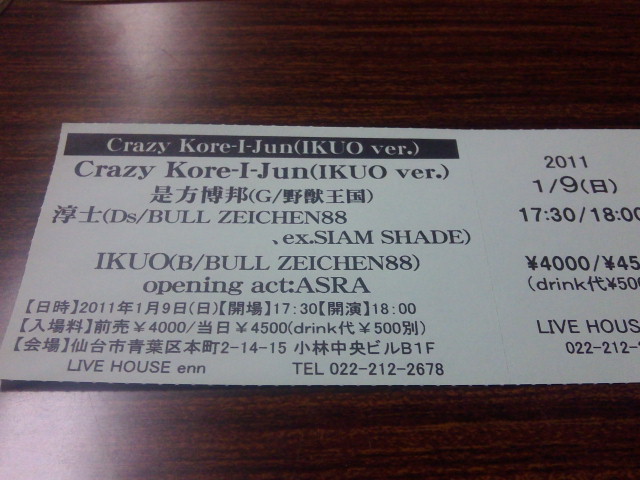 Crazy Kore-I-Jun(IKUO ver.)
Crazy Kore-I-Jun(IKUO ver.)
是方博邦(G/野獣王国)
淳士(Ds/BULL ZEICHEN88
、ex.SIAM SHADE)
IKUO(B/BULL ZEICHEN88)
opening act:ASRA
【日時】2011年1月9日(日)【開場】17:30【開演】18:00
【入場料】前売￥4000/当日￥4500(drink代￥500別)
【会場】仙台市青葉区本町2-14-15 小林中央ビルB1F
LIVE HOUSE enn TEL 022-212-2678
2011
1/9(日)
17:30/18:00
¥4000/¥45
(drink代¥500
LIVE HOUS
022-212-2